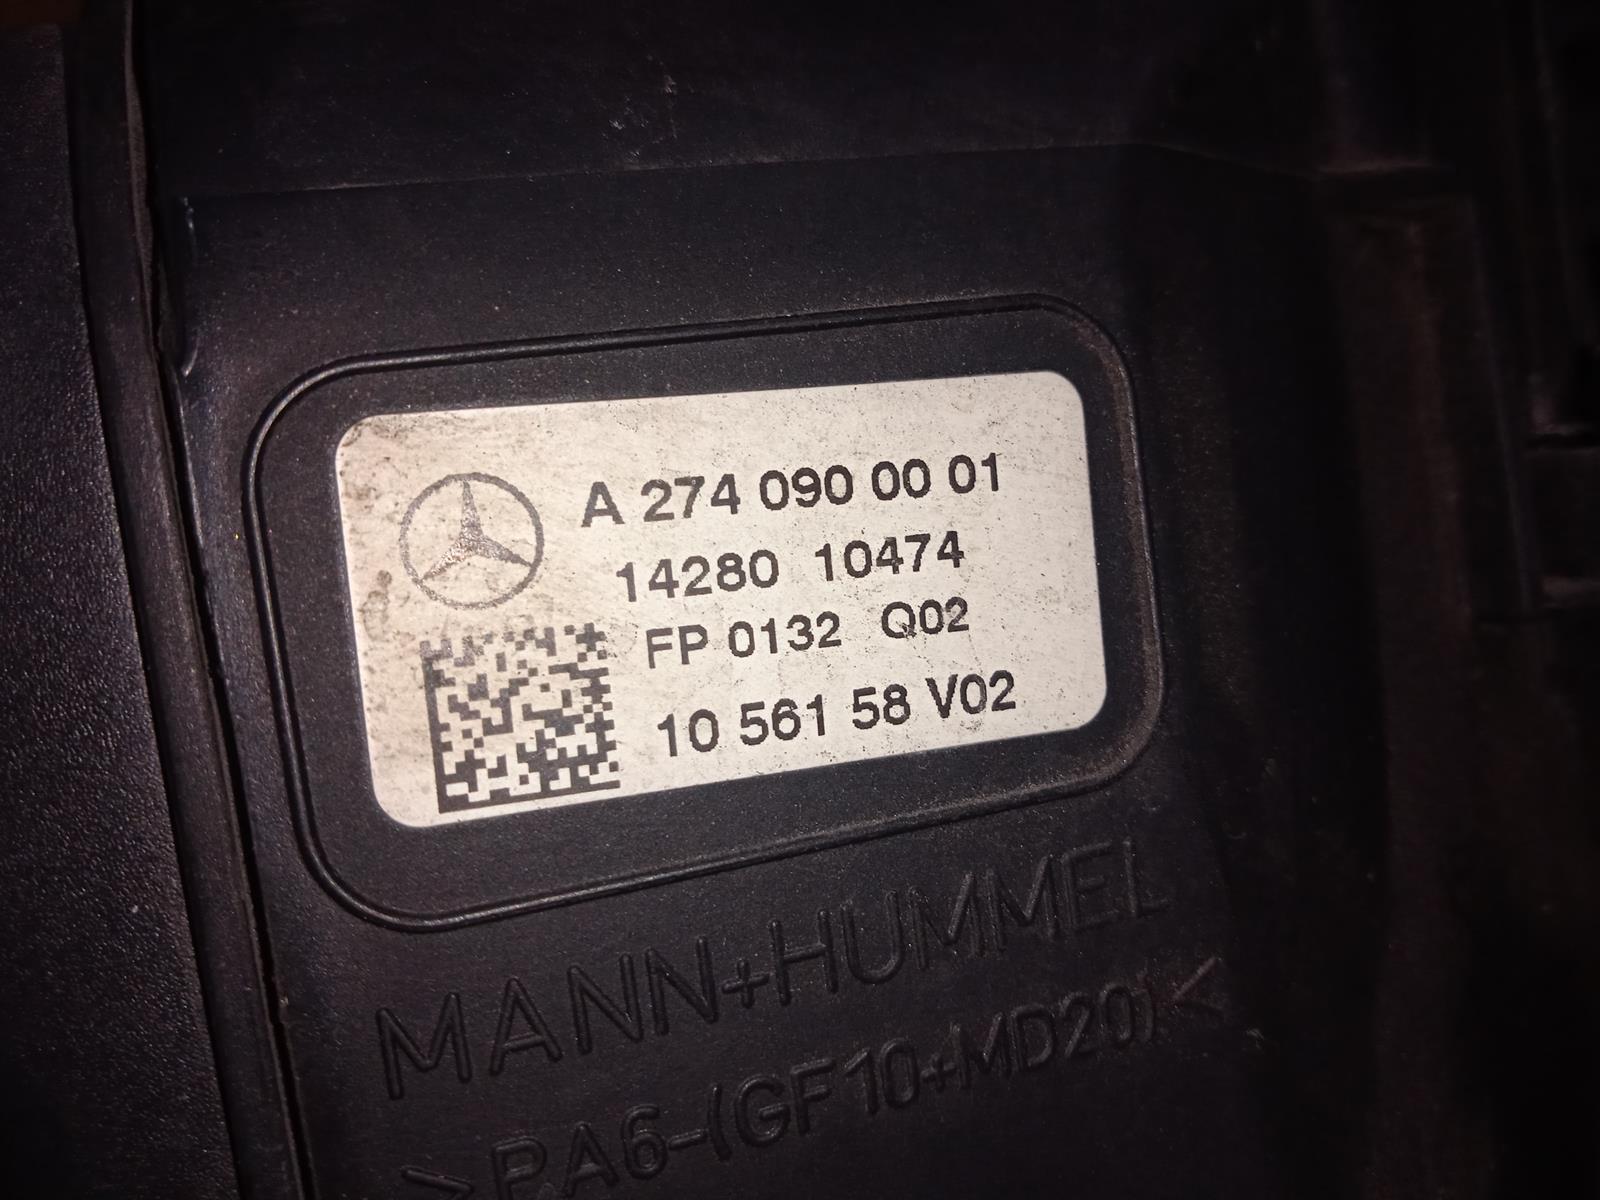 A 274 090 00 01
14280 10474
FP 0132 Q02
10 561 58 V02
MANN+HUMMEL
>PA6-(GF10+MD20)<